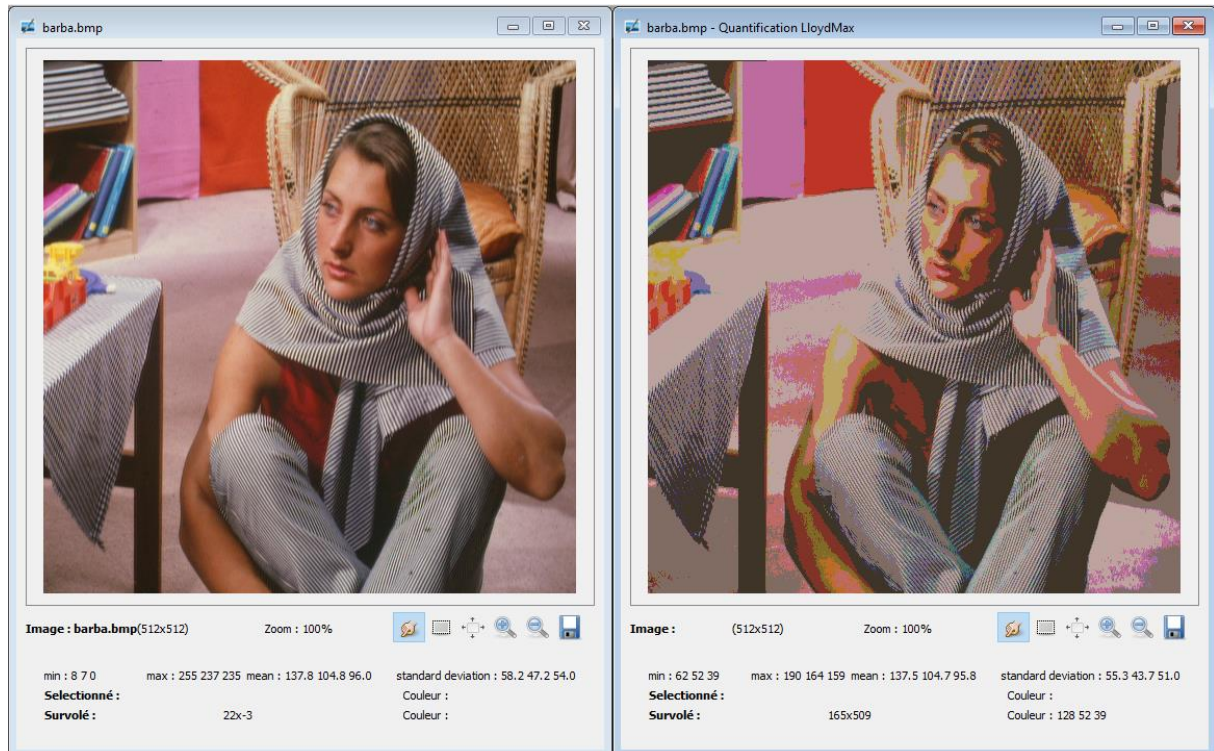 barba.bmp
Image : barba.bmp(512x512) Zoom : 100%
min : 8 7 0 max : 255 237 235 mean : 137.8 104.8 96.0 standard deviation : 58.2 47.2 54.0
Selectionné : Couleur :
Survolé : 22x-3 Couleur :
barba.bmp - Quantification LloydMax
Image : (512x512) Zoom : 100%
min : 62 52 39 max : 190 164 159 mean : 137.5 104.7 95.8 standard deviation : 55.3 43.7 51.0
Selectionné : Couleur :
Survolé : 165x509 Couleur : 128 52 39